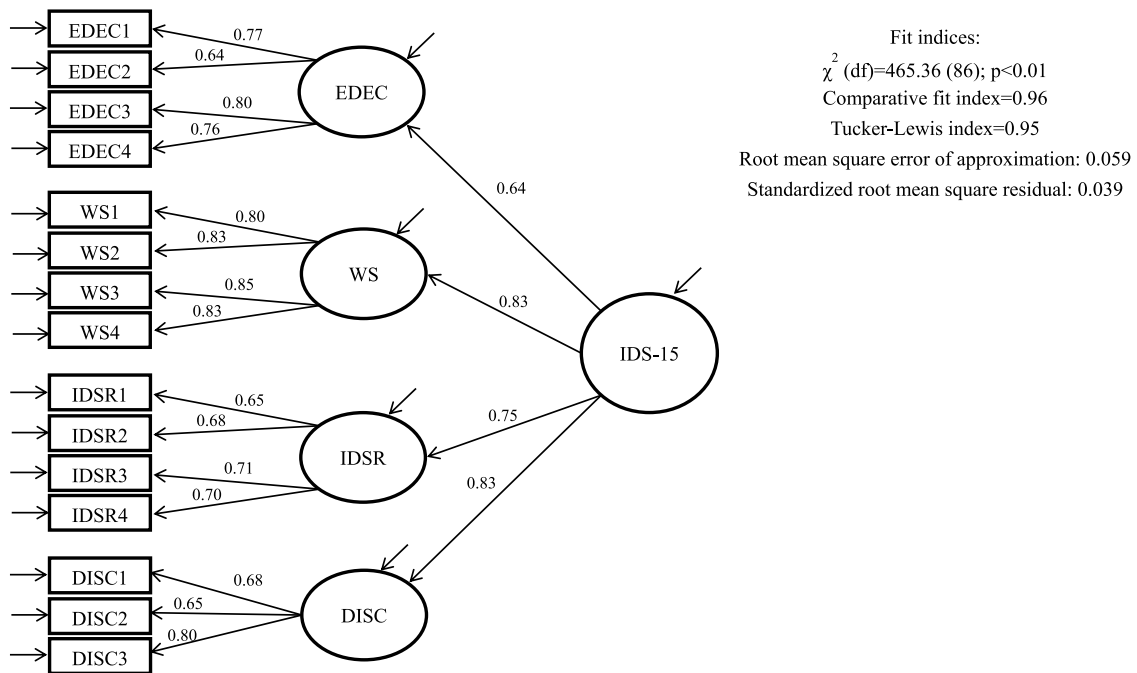 EDEC1
EDEC2
EDEC3
EDEC4
0.77
0.64
0.80
0.76
EDEC
WS1
WS2
WS3
WS4
0.80
0.83
0.85
0.83
WS
IDSR1
IDSR2
IDSR3
IDSR4
0.65
0.68
0.71
0.70
IDSR
DISC1
DISC2
DISC3
0.68
0.65
0.80
DISC
0.64
0.83
0.75
0.83
IDS-15
Fit indices:
χ² (df)=465.36 (86); p<0.01
Comparative fit index=0.96
Tucker-Lewis index=0.95
Root mean square error of approximation: 0.059
Standardized root mean square residual: 0.039